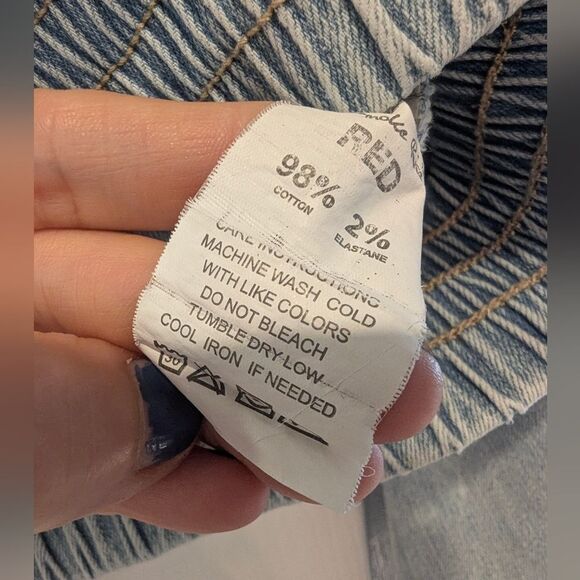 RED
98%
COTTON
2%
ELASTANE
CARE INSTRUCTIONS
MACHINE WASH COLD
WITH LIKE COLORS
DO NOT BLEACH
TUMBLE DRY LOW
COOL IRON IF NEEDED
30